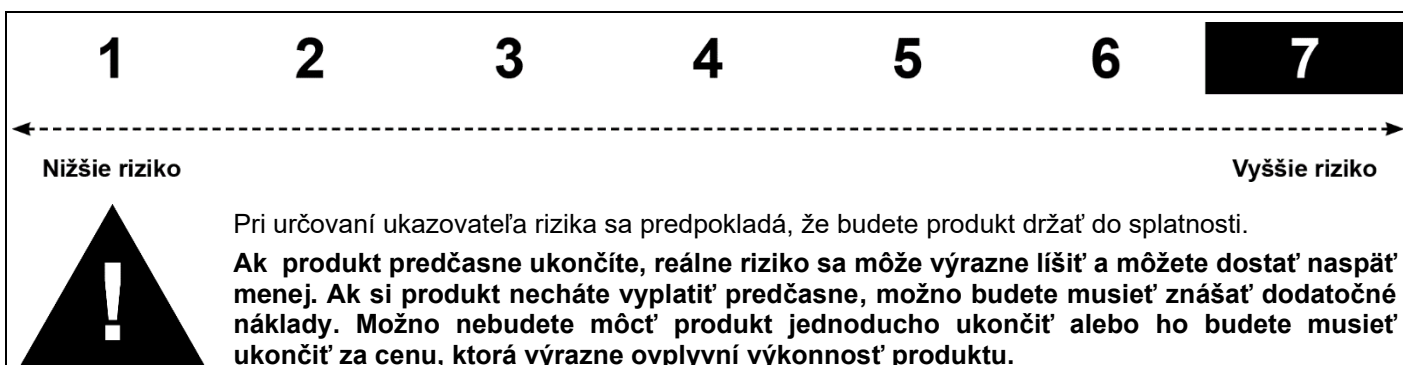 1 2 3 4 5 6 7
Nižšie riziko Vyššie riziko
Pri určovaní ukazovateľa rizika sa predpokladá, že budete produkt držať do splatnosti.
Ak produkt predčasne ukončíte, reálne riziko sa môže výrazne líšiť a môžete dostať naspäť
menej. Ak si produkt necháte vyplatiť predčasne, možno budete musieť znášať dodatočné
náklady. Možno nebudete môcť produkt jednoducho ukončiť alebo ho budete musieť
ukončiť za cenu, ktorá výrazne ovplyvní výkonnosť produktu.